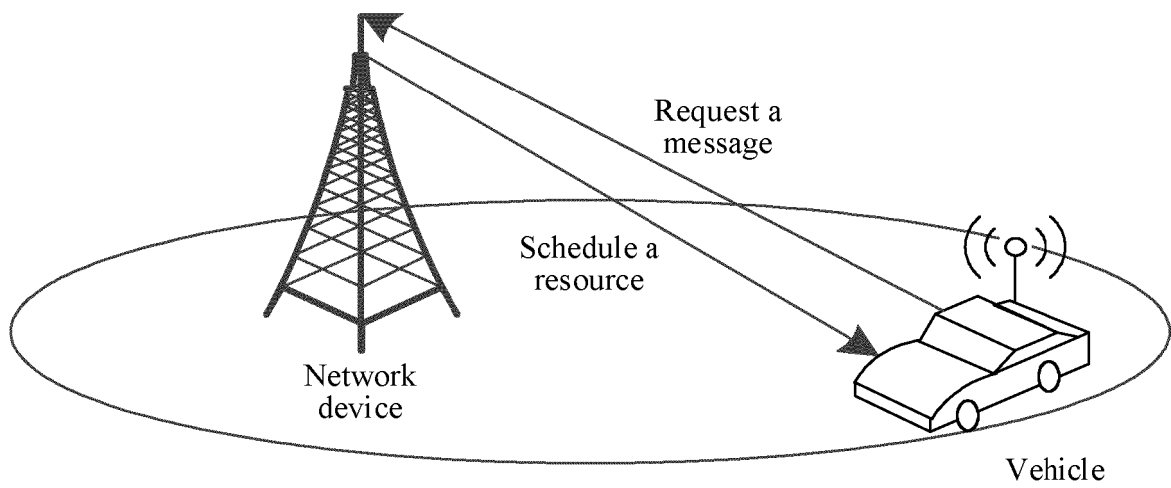 Request a
message
Schedule a
resource
Network
device
Vehicle